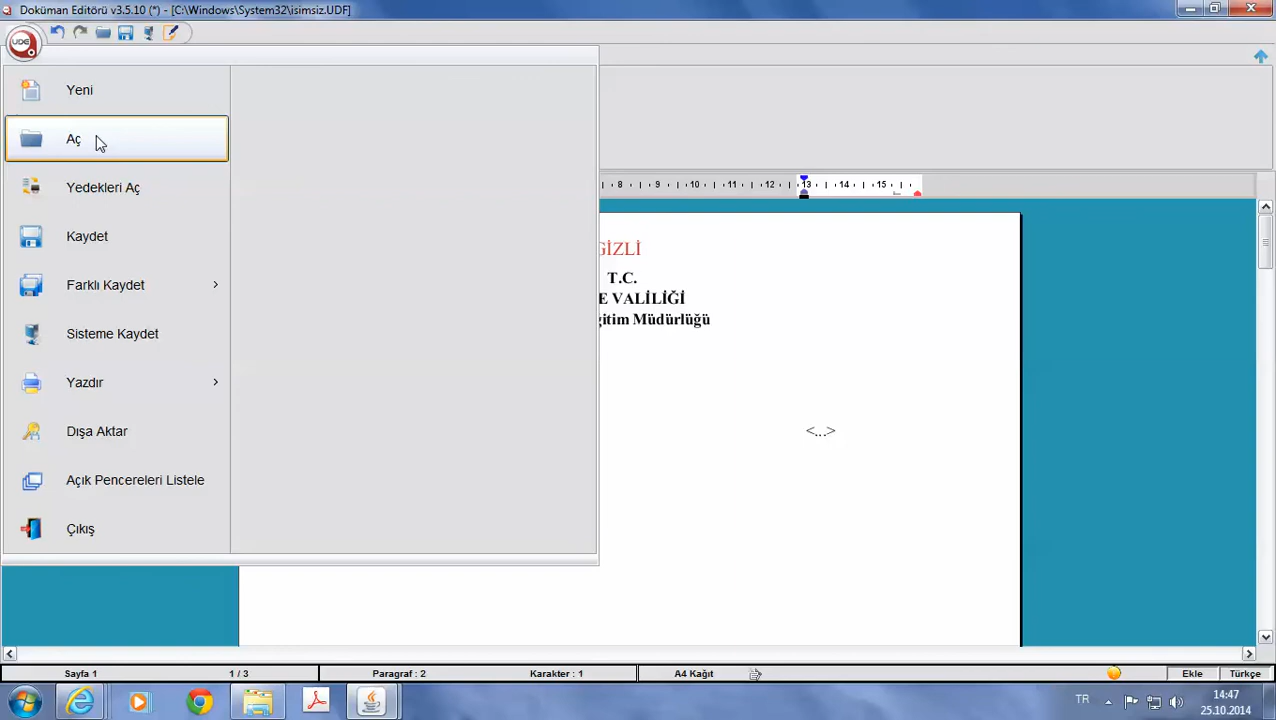 Doküman Editörü v3.5.10 (*) - [C:\Windows\System32\isimsiz.UDF]
UDE
Yeni
Aç
Yedekleri Aç
Kaydet
Farklı Kaydet
Sisteme Kaydet
Yazdır
Dışa Aktar
Açık Pencereleri Listele
Çıkış
8 9 10 11 12 13 14 15
GİZLİ
T.C.
E VALİLİĞİ
ğitim Müdürlüğü
<...>
Sayfa 1 1 / 3 Paragraf : 2 Karakter : 1 A4 Kağıt Ekle Türkçe
TR 14:47
25.10.2014